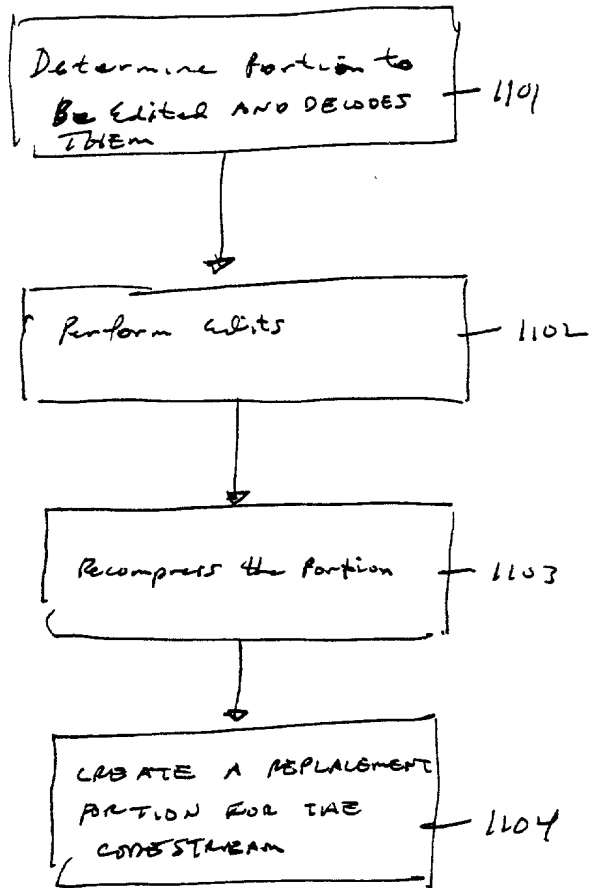 Determine Portion to
Be Edited AND DECODES
THEM
1101
Perform edits
1102
Recompress the Portion
1103
CREATE A REPLACEMENT
PORTION FOR THE
CODESTREAM
1104